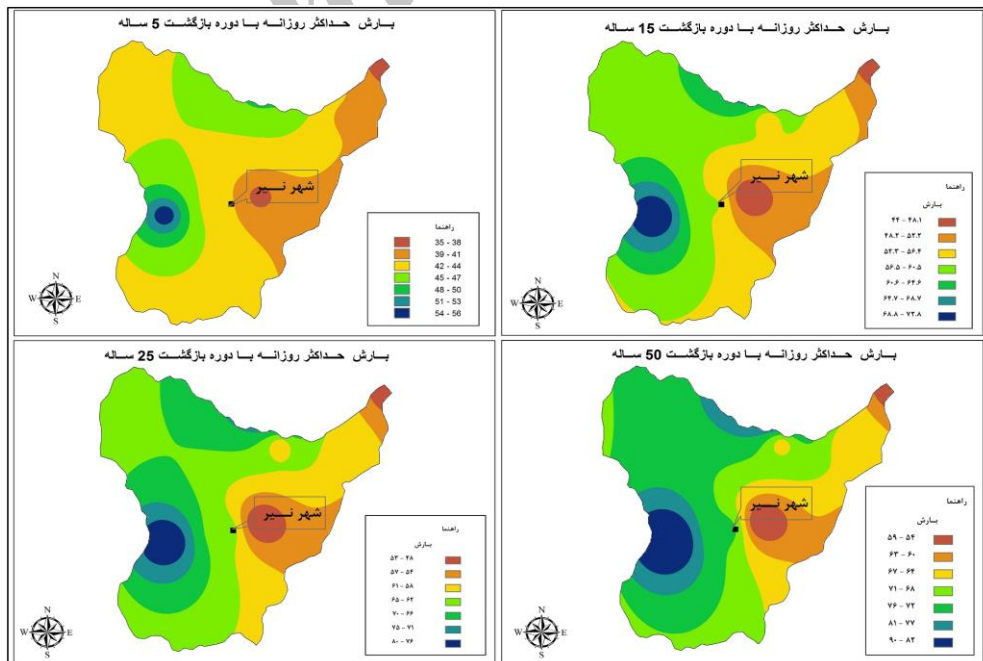 بارش حداکثر روزانه با دوره بازگشت 5 ساله
شهر نیر
راهنما
35 - 38
39 - 41
42 - 44
45 - 47
48 - 50
51 - 53
54 - 56
N
W E
S
بارش حداکثر روزانه با دوره بازگشت 15 ساله
شهر نیر
راهنما
بارش
۴۴ - ۴۸.۱
۴۸.۲ - ۵۲.۲
۵۲.۳ - ۵۶.۴
۵۶.۵ - ۶۰.۵
۶۰.۶ - ۶۴.۶
۶۴.۷ - ۶۸.۷
۶۸.۸ - ۷۲.۸
N
W E
S
بارش حداکثر روزانه با دوره بازگشت 25 ساله
شهر نیر
راهنما
بارش
۵۳ - ۴۸
۵۷ - ۵۴
۶۱ - ۵۸
۶۵ - ۶۲
۷۰ - ۶۶
۷۵ - ۷۱
۸۰ - ۷۶
N
W E
S
بارش حداکثر روزانه با دوره بازگشت 50 ساله
شهر نیر
راهنما
بارش
۵۹ - ۵۴
۶۳ - ۶۰
۶۷ - ۶۴
۷۱ - ۶۸
۷۶ - ۷۲
۸۱ - ۷۷
۹۰ - ۸۲
N
W E
S